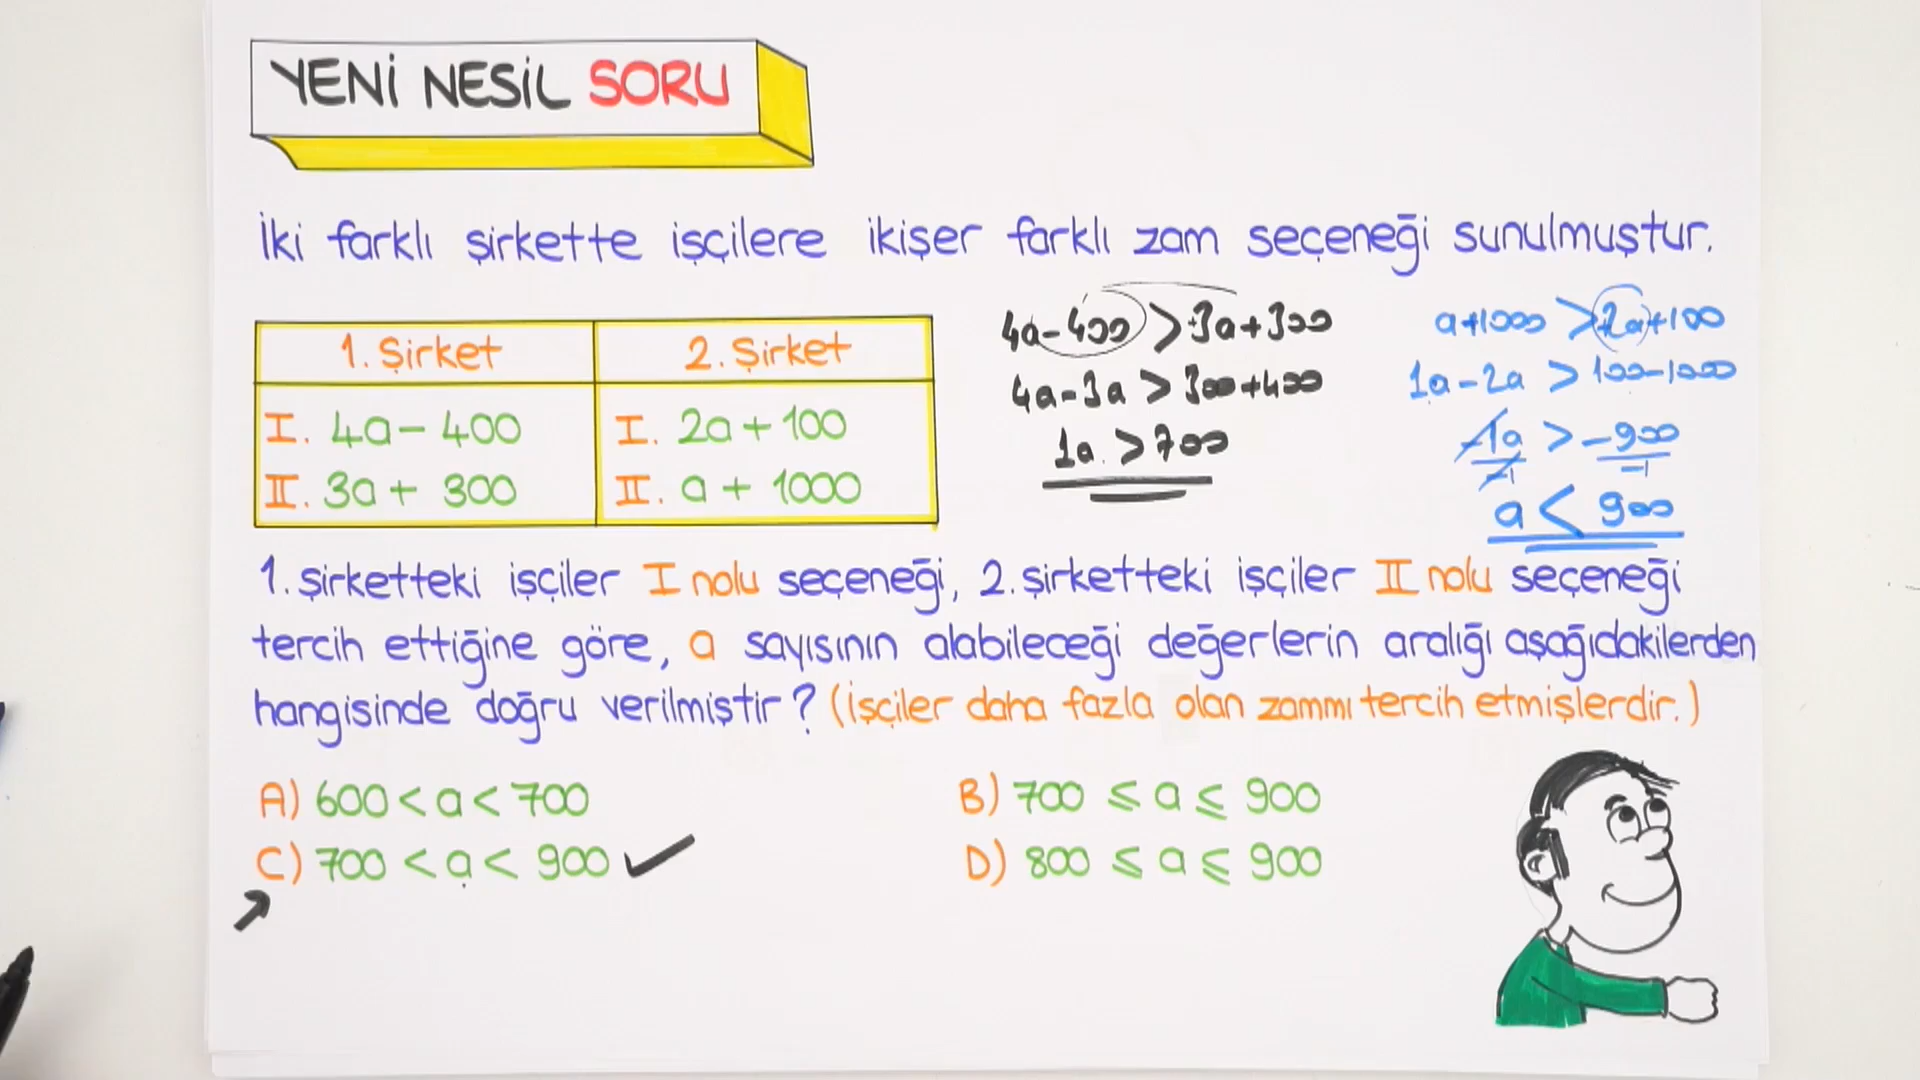 YENİ NESİL SORU
İki farklı şirkette işçilere ikişer farklı zam seçeneği sunulmuştur.
1. Şirket
2. Şirket
I. 4a - 400
I. 2a + 100
II. 3a + 300
II. a + 1000
4a-400 > 3a+300
4a-3a > 300+400
1a > 700
a+1000 > 2a+100
1a-2a > 100-1000
-1a > -900
-1 -1
a < 900
1. şirketteki işçiler I nolu seçeneği, 2. şirketteki işçiler II nolu seçeneği
tercih ettiğine göre, a sayısının alabileceği değerlerin aralığı aşağıdakilerden
hangisinde doğru verilmiştir? (İşçiler daha fazla olan zammı tercih etmişlerdir.)
A) 600 < a < 700
B) 700 ≤ a ≤ 900
C) 700 < a < 900
D) 800 ≤ a ≤ 900